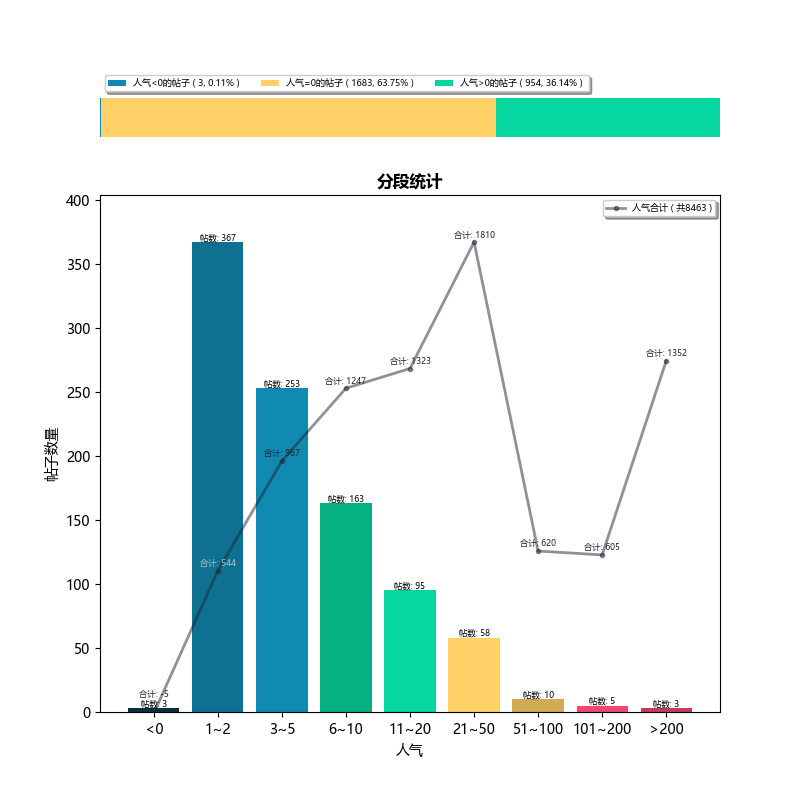 人气<0的帖子 ( 3, 0.11% ) 人气=0的帖子 ( 1683, 63.75% ) 人气>0的帖子 ( 954, 36.14% )
分段统计
人气合计 ( 共8463 )
400
350
300
250
200
150
100
50
0
帖子数量
合计: -5
合计: 544
合计: 967
合计: 1247
合计: 1323
合计: 1810
合计: 620
合计: 605
合计: 1352
帖数: 3
帖数: 367
帖数: 253
帖数: 163
帖数: 95
帖数: 58
帖数: 10
帖数: 5
帖数: 3
<0 1~2 3~5 6~10 11~20 21~50 51~100 101~200 >200
人气